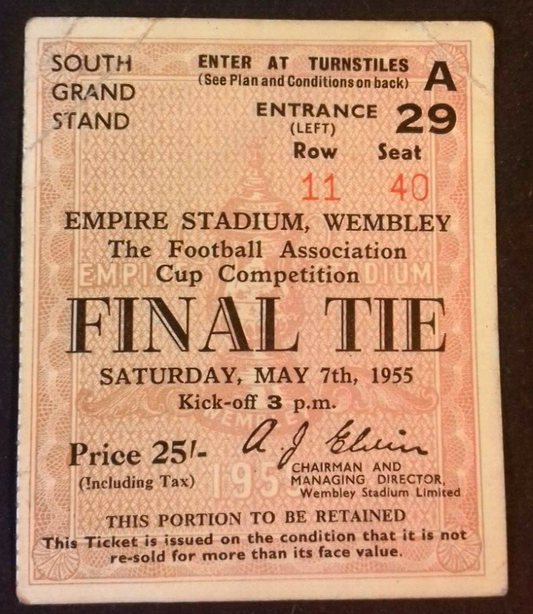 SOUTH
GRAND
STAND
ENTER AT TURNSTILES
(See Plan and Conditions on back)
A
ENTRANCE 29
(LEFT)
Row Seat
11 40
EMPIRE STADIUM, WEMBLEY
The Football Association
Cup Competition
FINAL TIE
SATURDAY, MAY 7th, 1955
Kick-off 3 p.m.
Price 25/-
(Including Tax)
A J Elvin
CHAIRMAN AND
MANAGING DIRECTOR,
Wembley Stadium Limited
1955
THIS PORTION TO BE RETAINED
This Ticket is issued on the condition that it is not
re-sold for more than its face value.